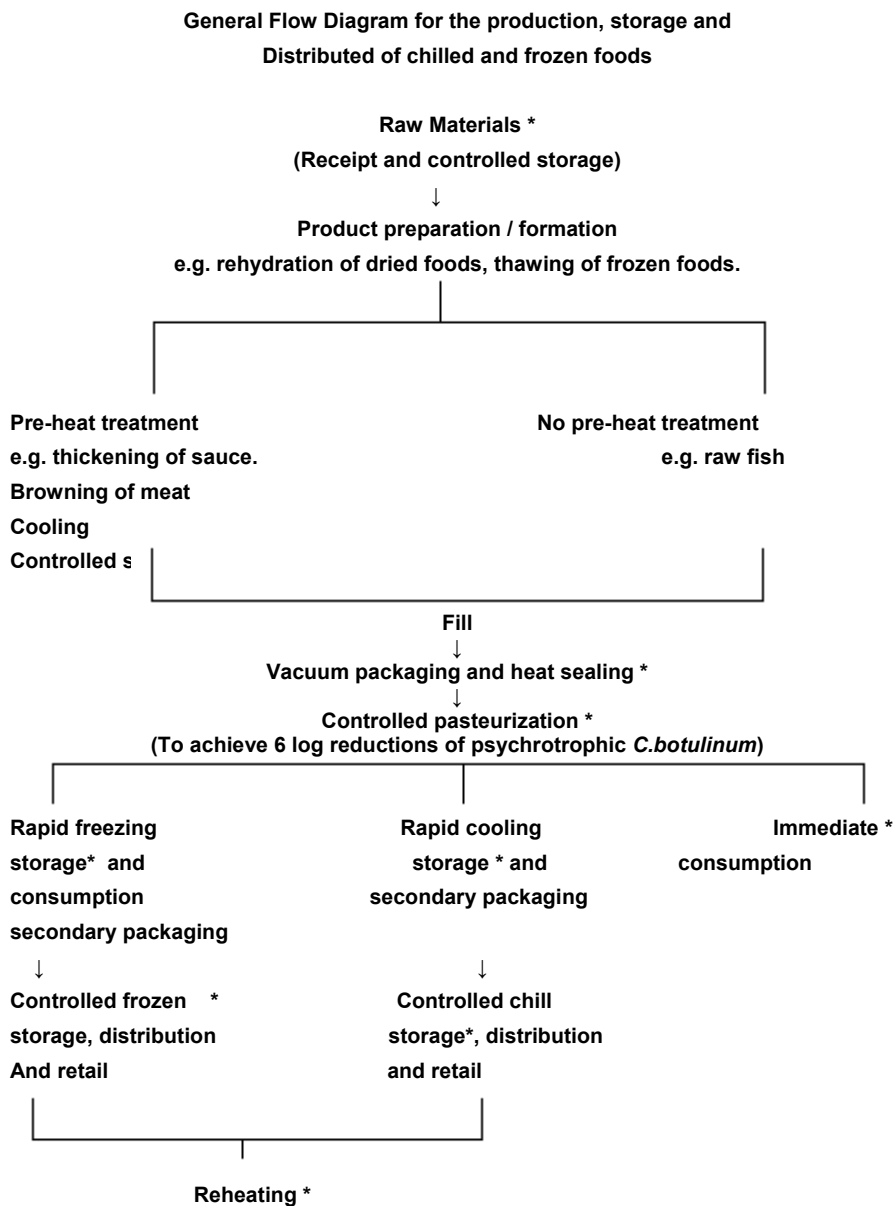 General Flow Diagram for the production, storage and
Distributed of chilled and frozen foods
Raw Materials *
(Receipt and controlled storage)
↓
Product preparation / formation
e.g. rehydration of dried foods, thawing of frozen foods.
Pre-heat treatment
e.g. thickening of sauce.
Browning of meat
Cooling
Controlled s
No pre-heat treatment
e.g. raw fish
Fill
↓
Vacuum packaging and heat sealing *
↓
Controlled pasteurization *
(To achieve 6 log reductions of psychrotrophic C.botulinum)
Rapid freezing
storage* and
consumption
secondary packaging
↓
Controlled frozen *
storage, distribution
And retail
Rapid cooling
storage * and
secondary packaging
↓
Controlled chill
storage*, distribution
and retail
Immediate *
consumption
Reheating *